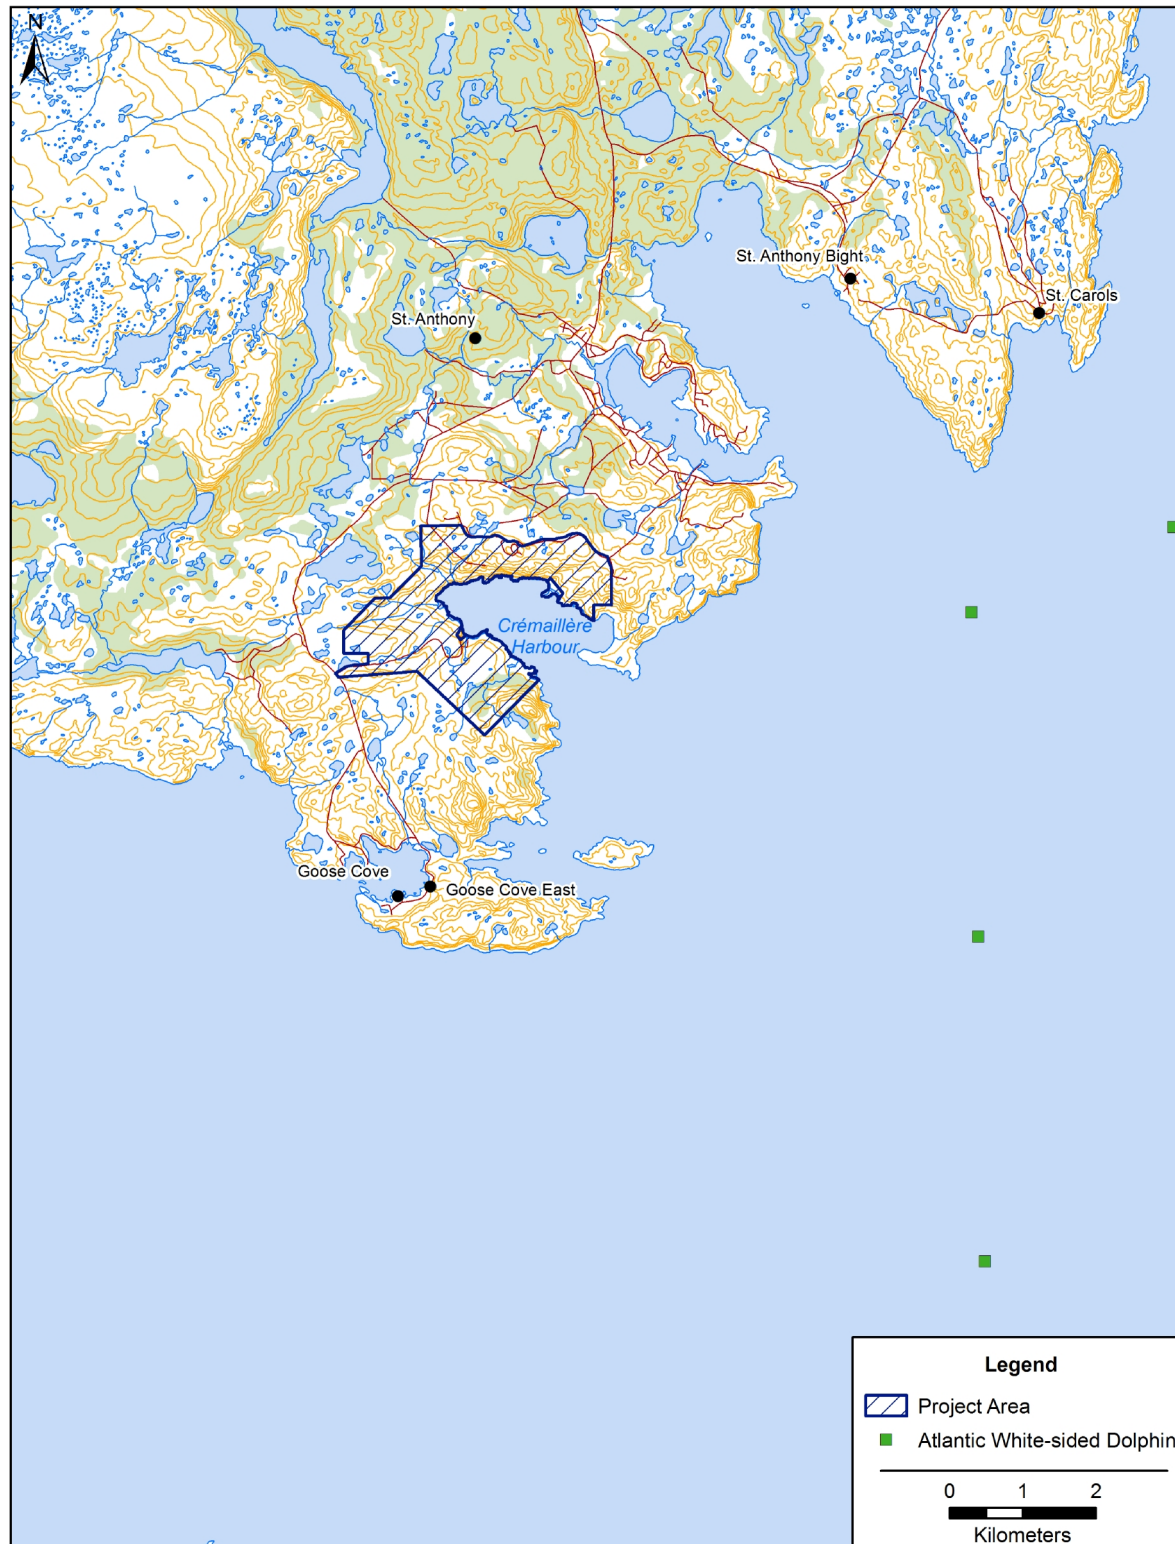 N
St. Anthony Bight
St. Carols
St. Anthony
Crémaillère
Harbour
Goose Cove
Goose Cove East
Legend
Project Area
Atlantic White-sided Dolphin
0 1 2
Kilometers